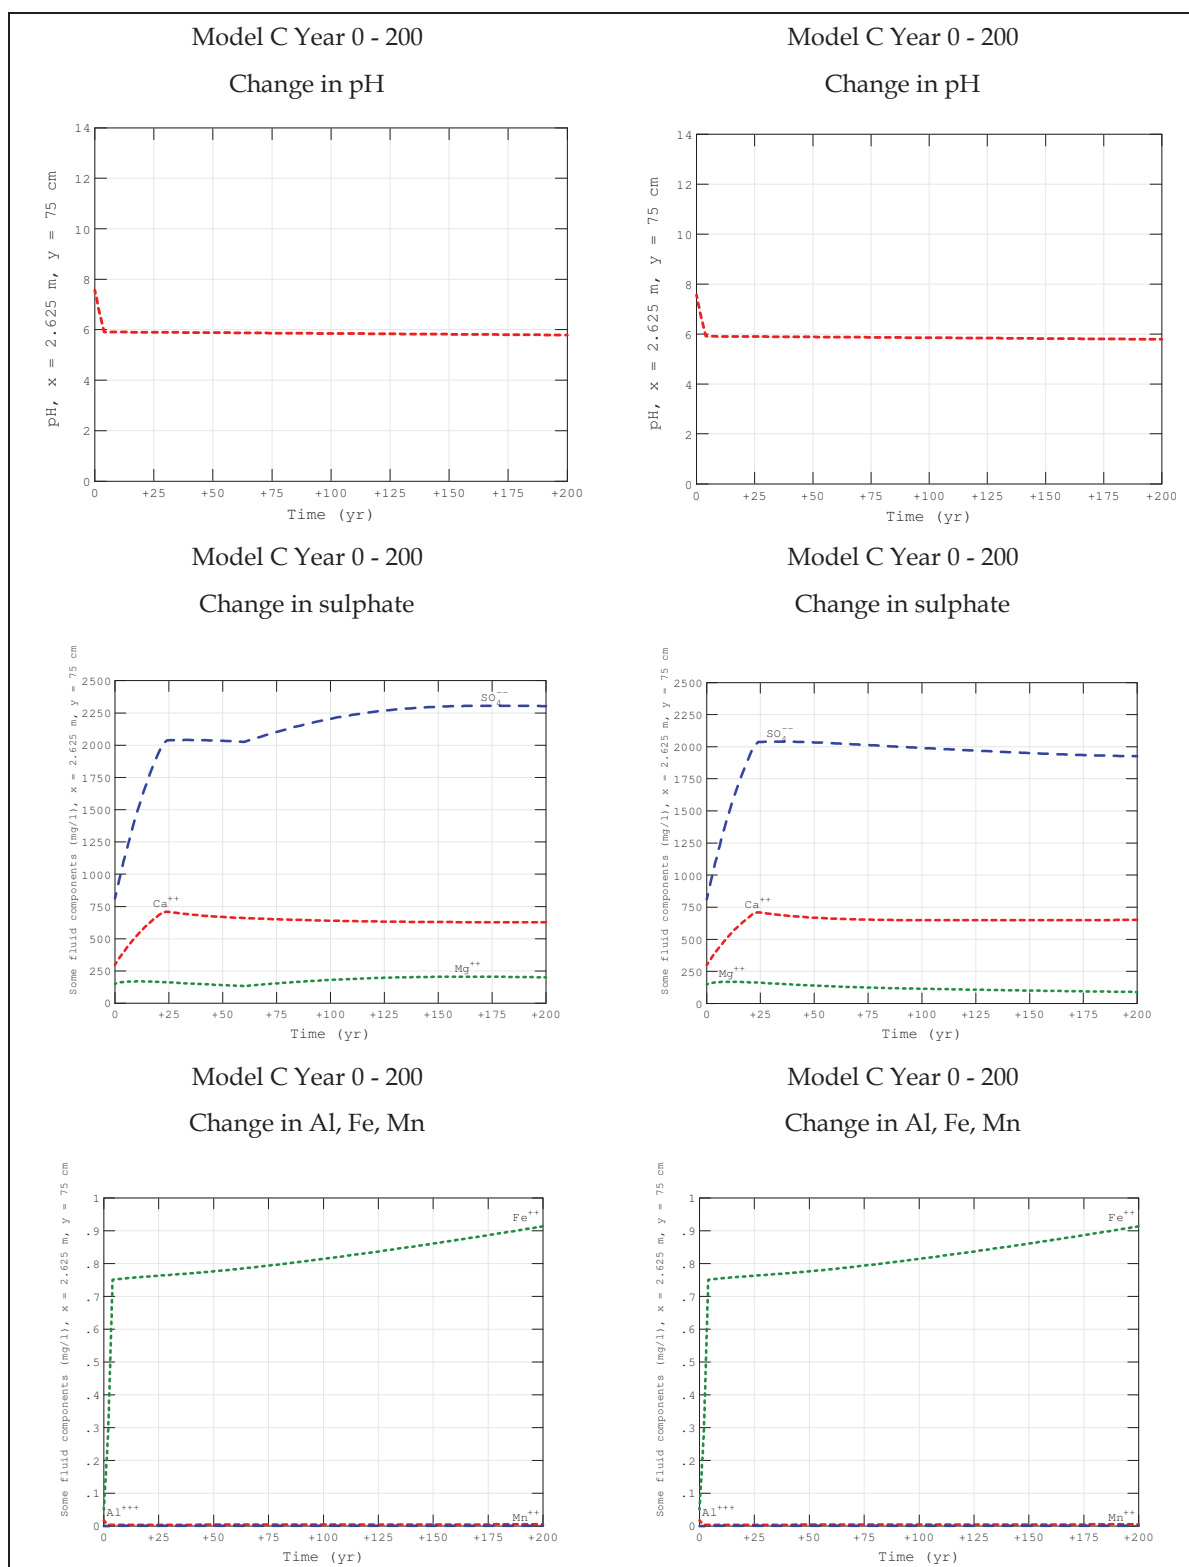 Model C Year 0 - 200
Change in pH
pH, x = 2.625 m, y = 75 cm
14
12
10
8
6
4
2
0
0 +25 +50 +75 +100 +125 +150 +175 +200
Time (yr)
Model C Year 0 - 200
Change in pH
pH, x = 2.625 m, y = 75 cm
14
12
10
8
6
4
2
0
0 +25 +50 +75 +100 +125 +150 +175 +200
Time (yr)
Model C Year 0 - 200
Change in sulphate
Some fluid components (mg/l), x = 2.625 m, y = 75 cm
2500
2250
2000
1750
1500
1250
1000
750
500
250
0
SO₄⁻⁻
Ca⁺⁺
Mg⁺⁺
0 +25 +50 +75 +100 +125 +150 +175 +200
Time (yr)
Model C Year 0 - 200
Change in sulphate
Some fluid components (mg/l), x = 2.625 m, y = 75 cm
2500
2250
2000
1750
1500
1250
1000
750
500
250
0
SO₄⁻⁻
Ca⁺⁺
Mg⁺⁺
0 +25 +50 +75 +100 +125 +150 +175 +200
Time (yr)
Model C Year 0 - 200
Change in Al, Fe, Mn
Some fluid components (mg/l), x = 2.625 m, y = 75 cm
1
.9
.8
.7
.6
.5
.4
.3
.2
.1
0
Fe⁺⁺
Al⁺⁺⁺
Mn⁺⁺
0 +25 +50 +75 +100 +125 +150 +175 +200
Time (yr)
Model C Year 0 - 200
Change in Al, Fe, Mn
Some fluid components (mg/l), x = 2.625 m, y = 75 cm
1
.9
.8
.7
.6
.5
.4
.3
.2
.1
0
Fe⁺⁺
Al⁺⁺⁺
Mn⁺⁺
0 +25 +50 +75 +100 +125 +150 +175 +200
Time (yr)